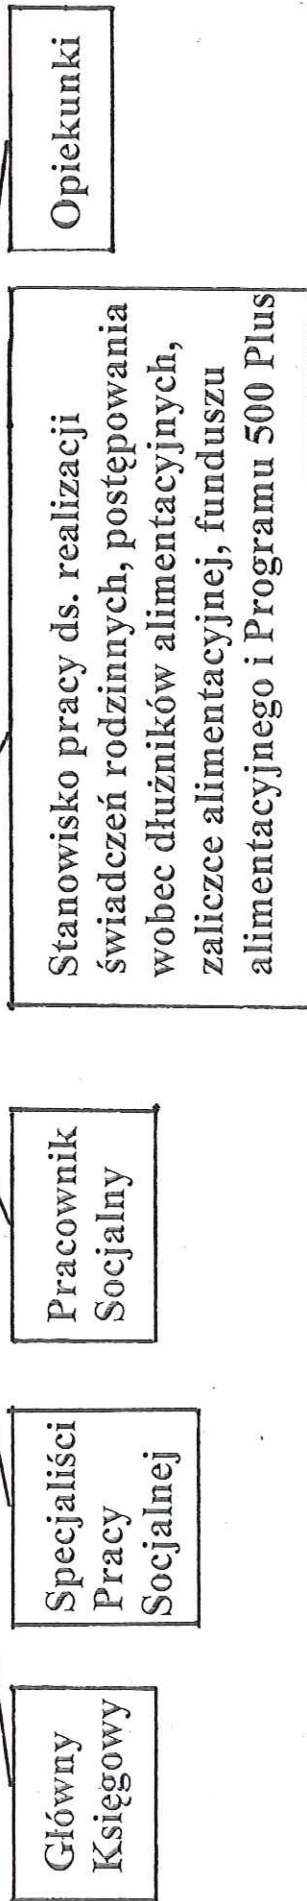 Główny
Księgowy
Specjaliści
Pracy
Socjalnej
Pracownik
Socjalny
Stanowisko pracy ds. realizacji
świadczeń rodzinnych, postępowania
wobec dłużników alimentacyjnych,
zaliczce alimentacyjnej, funduszu
alimentacyjnego i Programu 500 Plus
Opiekunki